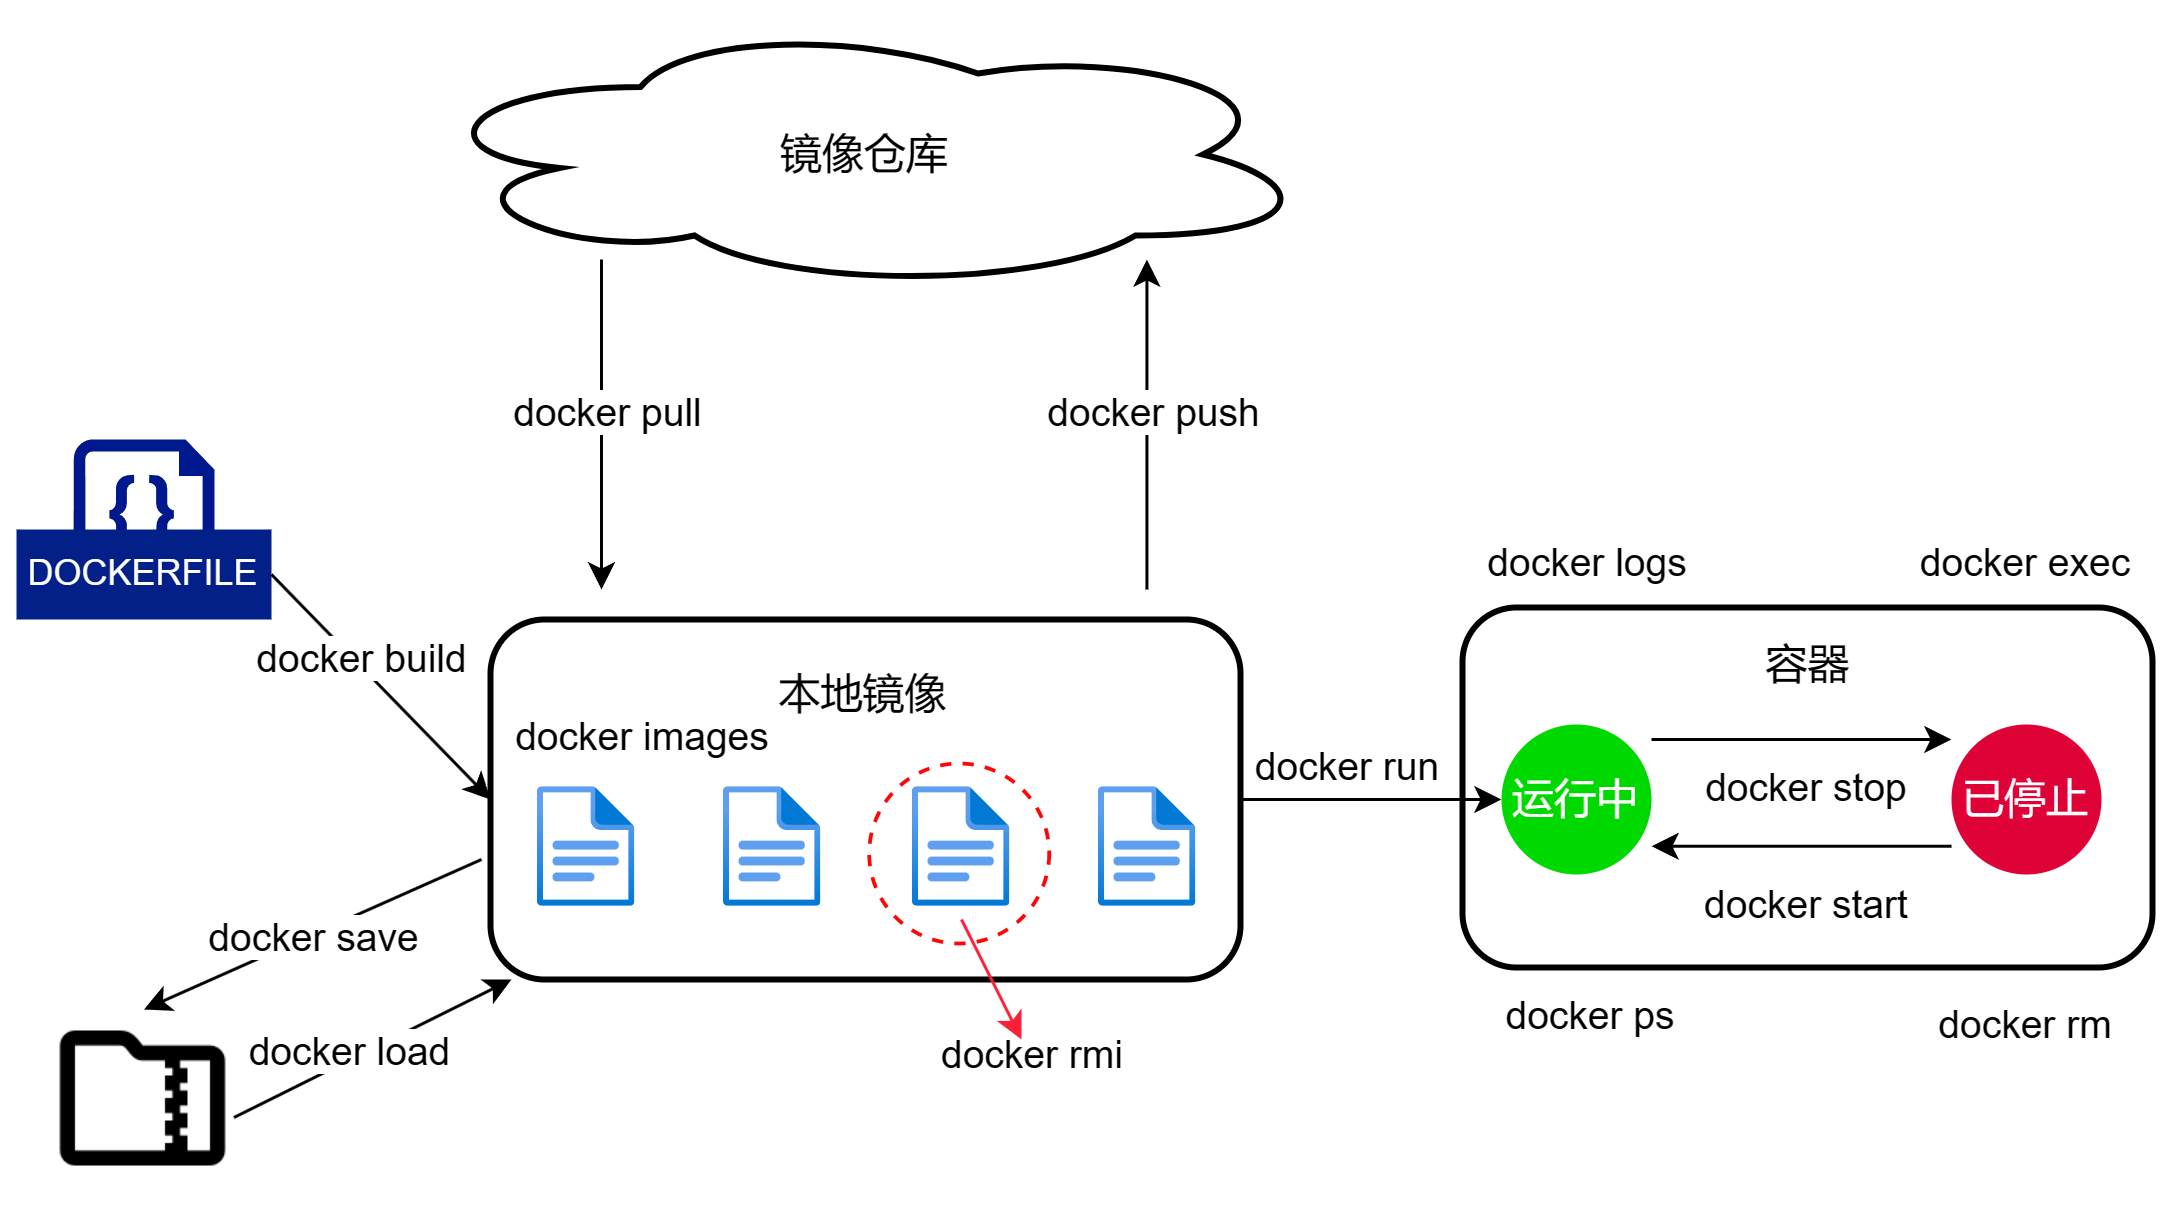 镜像仓库
docker pull
docker push
{ }
DOCKERFILE
docker build
docker logs
docker exec
本地镜像
docker images
容器
docker run
运行中
docker stop
已停止
docker start
docker save
docker load
docker rmi
docker ps
docker rm